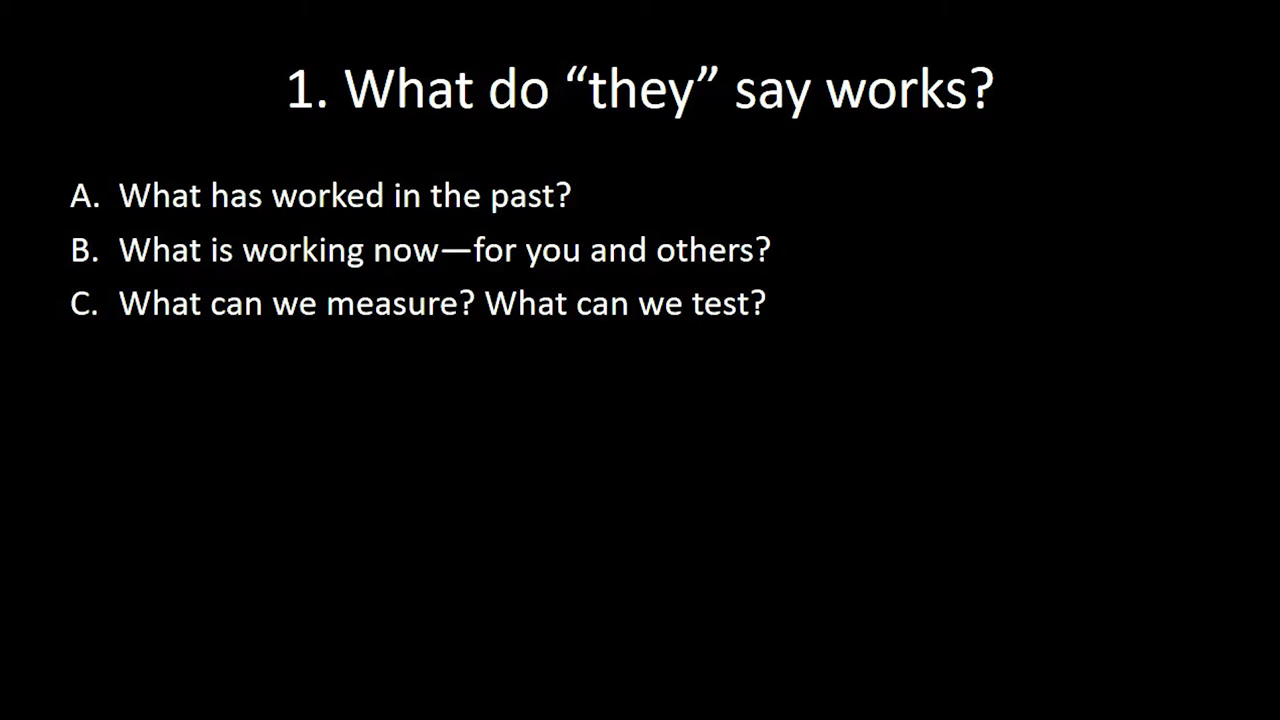 1. What do “they” say works?
A. What has worked in the past?
B. What is working now—for you and others?
C. What can we measure? What can we test?